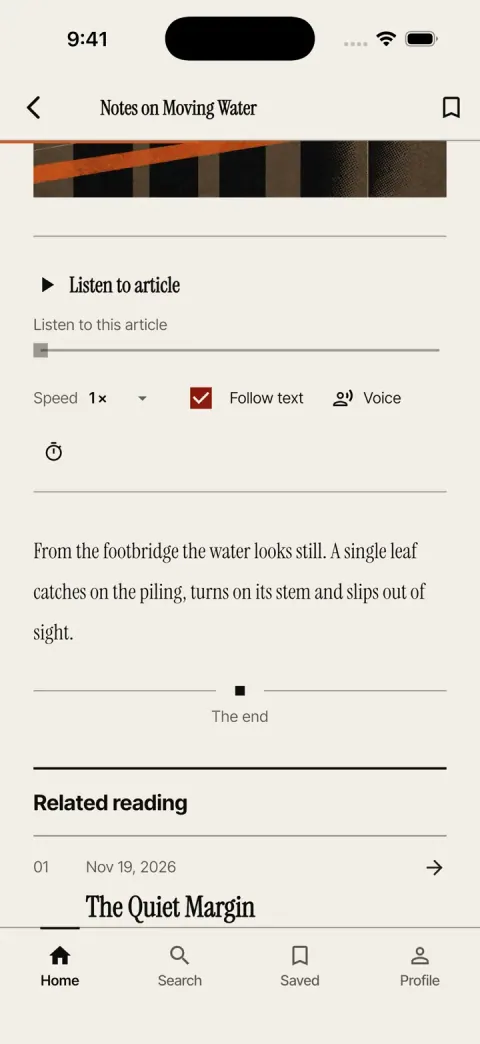 9:41
Notes on Moving Water
Listen to article
Listen to this article
Speed 1× Follow text Voice
From the footbridge the water looks still. A single leaf
catches on the piling, turns on its stem and slips out of
sight.
The end
Related reading
01 Nov 19, 2026
The Quiet Margin
Home Search Saved Profile